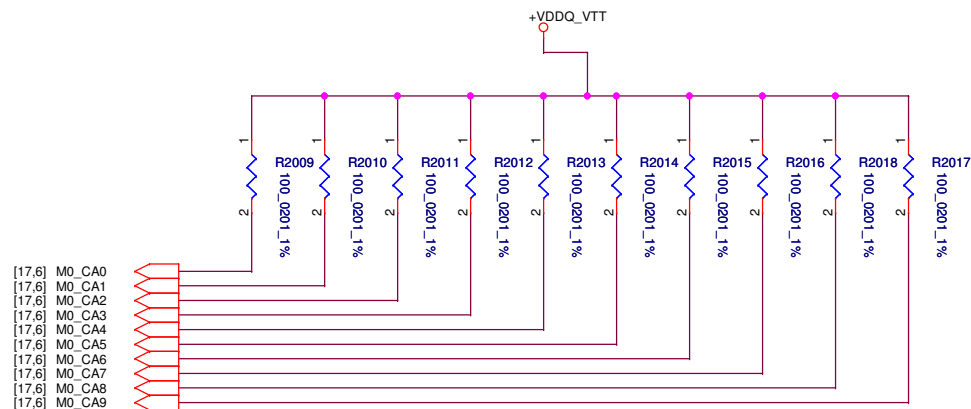 +VDDQ_VTT
1 1 1 1 1 1 1 1 1 1
R2009 R2010 R2011 R2012 R2013 R2014 R2015 R2016 R2018 R2017
100_0201_1% 100_0201_1% 100_0201_1% 100_0201_1% 100_0201_1% 100_0201_1% 100_0201_1% 100_0201_1% 100_0201_1% 100_0201_1%
2 2 2 2 2 2 2 2 2 2
[17,6] M0_CA0
[17,6] M0_CA1
[17,6] M0_CA2
[17,6] M0_CA3
[17,6] M0_CA4
[17,6] M0_CA5
[17,6] M0_CA6
[17,6] M0_CA7
[17,6] M0_CA8
[17,6] M0_CA9